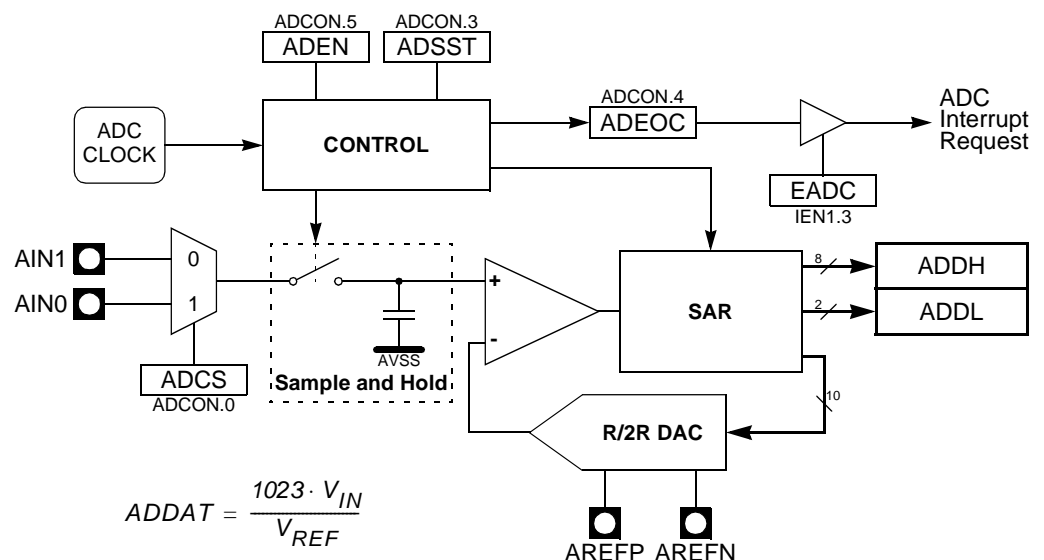 ADCON.5
ADEN
ADCON.3
ADSST
ADC
CLOCK
CONTROL
ADCON.4
ADEOC
ADC
Interrupt
Request
EADC
IEN1.3
AIN1
AIN0
0
1
ADCS
ADCON.0
AVSS
Sample and Hold
+
-
SAR
8
ADDH
2
ADDL
10
R/2R DAC
AREFP AREFN
ADDAT = 1023 · VIN
VREF